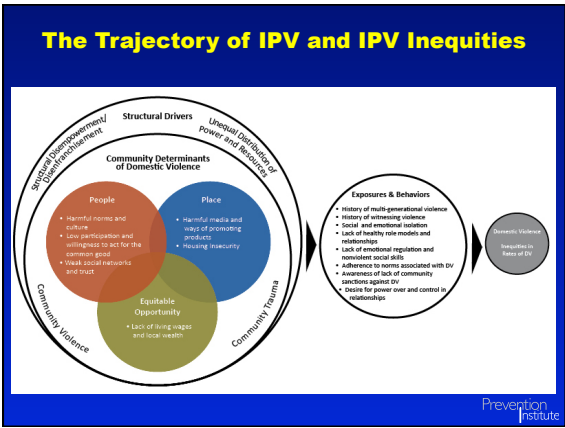 The Trajectory of IPV and IPV Inequities
Structural Disempowerment/
Disenfranchisement
Structural Drivers
Unequal Distribution of
Power and Resources
Community Determinants
of Domestic Violence
People
• Harmful norms and
culture
• Low participation and
willingness to act for the
common good
• Weak social networks
and trust
Place
• Harmful media and
ways of promoting
products
• Housing Insecurity
Equitable
Opportunity
• Lack of living wages
and local wealth
Community Violence
Community Trauma
Exposures & Behaviors
• History of multi-generational violence
• History of witnessing violence
• Social and emotional isolation
• Lack of healthy role models and
relationships
• Lack of emotional regulation and
nonviolent social skills
• Adherence to norms associated with DV
• Awareness of lack of community
sanctions against DV
• Desire for power over and control in
relationships
Domestic Violence
Inequities in
Rates of DV
Prevention
Institute